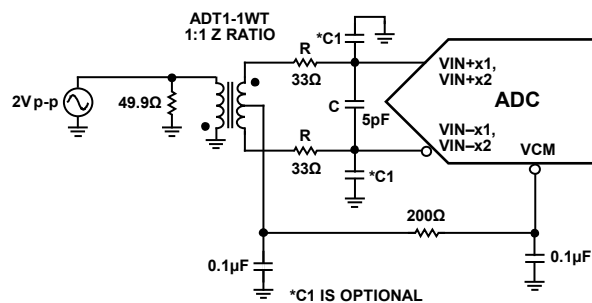 ADT1-1WT
1:1 Z RATIO
*C1
R
33Ω
VIN+x1,
VIN+x2
2V p-p
49.9Ω
C
5pF
ADC
R
33Ω
VIN–x1,
VIN–x2
*C1
VCM
200Ω
0.1µF
0.1µF
*C1 IS OPTIONAL